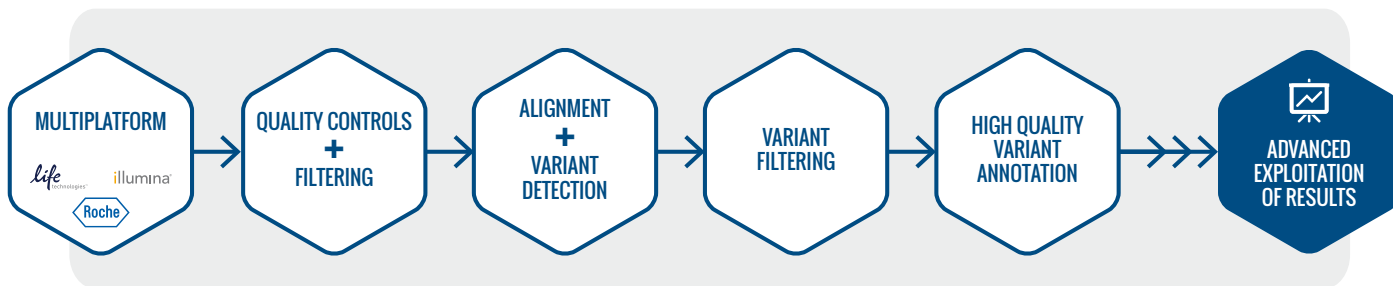 MULTIPLATFORM
life
technologies™
illumina®
Roche
QUALITY CONTROLS
+
FILTERING
ALIGNMENT
+
VARIANT
DETECTION
VARIANT
FILTERING
HIGH QUALITY
VARIANT
ANNOTATION
ADVANCED
EXPLOITATION
OF RESULTS